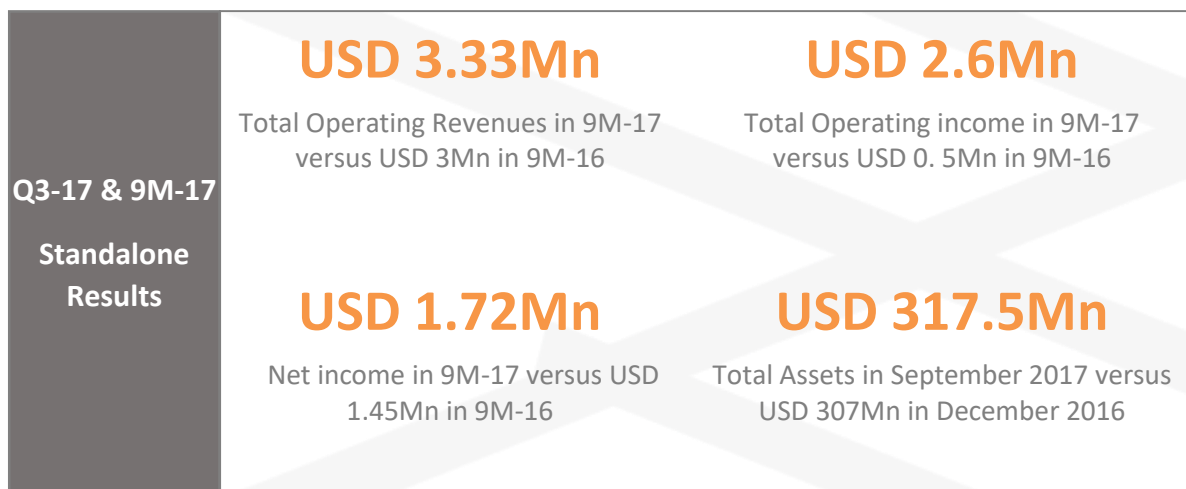 Q3-17 & 9M-17
Standalone
Results
USD 3.33Mn
Total Operating Revenues in 9M-17
versus USD 3Mn in 9M-16
USD 2.6Mn
Total Operating income in 9M-17
versus USD 0. 5Mn in 9M-16
USD 1.72Mn
Net income in 9M-17 versus USD
1.45Mn in 9M-16
USD 317.5Mn
Total Assets in September 2017 versus
USD 307Mn in December 2016